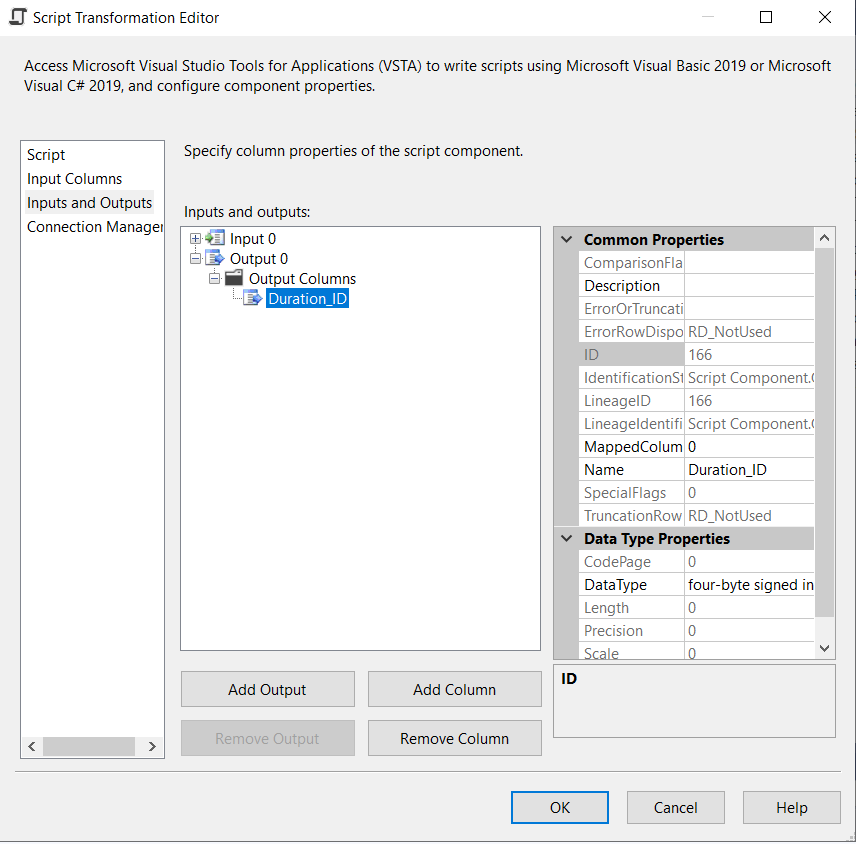 Script Transformation Editor
Access Microsoft Visual Studio Tools for Applications (VSTA) to write scripts using Microsoft Visual Basic 2019 or Microsoft
Visual C# 2019, and configure component properties.
Script
Input Columns
Inputs and Outputs
Connection Manager
Specify column properties of the script component.
Inputs and outputs:
Input 0
Output 0
Output Columns
Duration_ID
Common Properties
ComparisonFla
Description
ErrorOrTruncati
ErrorRowDispo RD_NotUsed
ID 166
IdentificationSt Script Component.O
LineageID 166
LineageIdentifi Script Component.O
MappedColum 0
Name Duration_ID
SpecialFlags 0
TruncationRow RD_NotUsed
Data Type Properties
CodePage 0
DataType four-byte signed in
Length 0
Precision 0
Scale 0
ID
Add Output
Add Column
Remove Output
Remove Column
OK
Cancel
Help